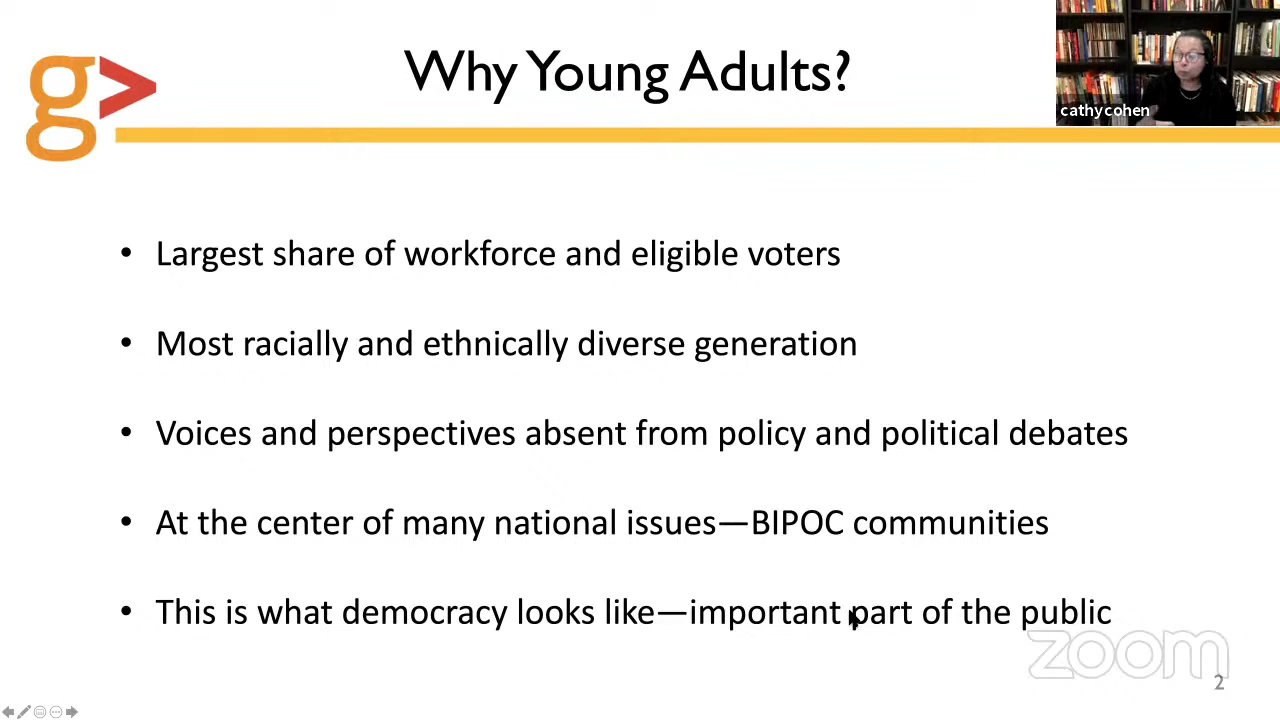 g>
Why Young Adults?
cathycohen
• Largest share of workforce and eligible voters
• Most racially and ethnically diverse generation
• Voices and perspectives absent from policy and political debates
• At the center of many national issues—BIPOC communities
• This is what democracy looks like—important part of the public
zoom
2